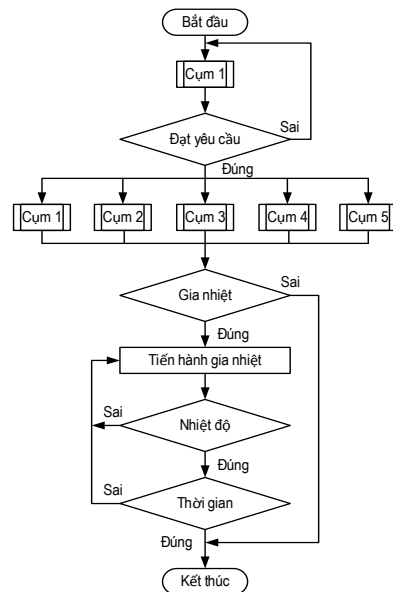 Bắt đầu
Cụm 1
Đạt yêu cầu
Sai
Đúng
Cụm 1
Cụm 2
Cụm 3
Cụm 4
Cụm 5
Gia nhiệt
Sai
Đúng
Tiến hành gia nhiệt
Sai
Nhiệt độ
Đúng
Sai
Thời gian
Đúng
Kết thúc